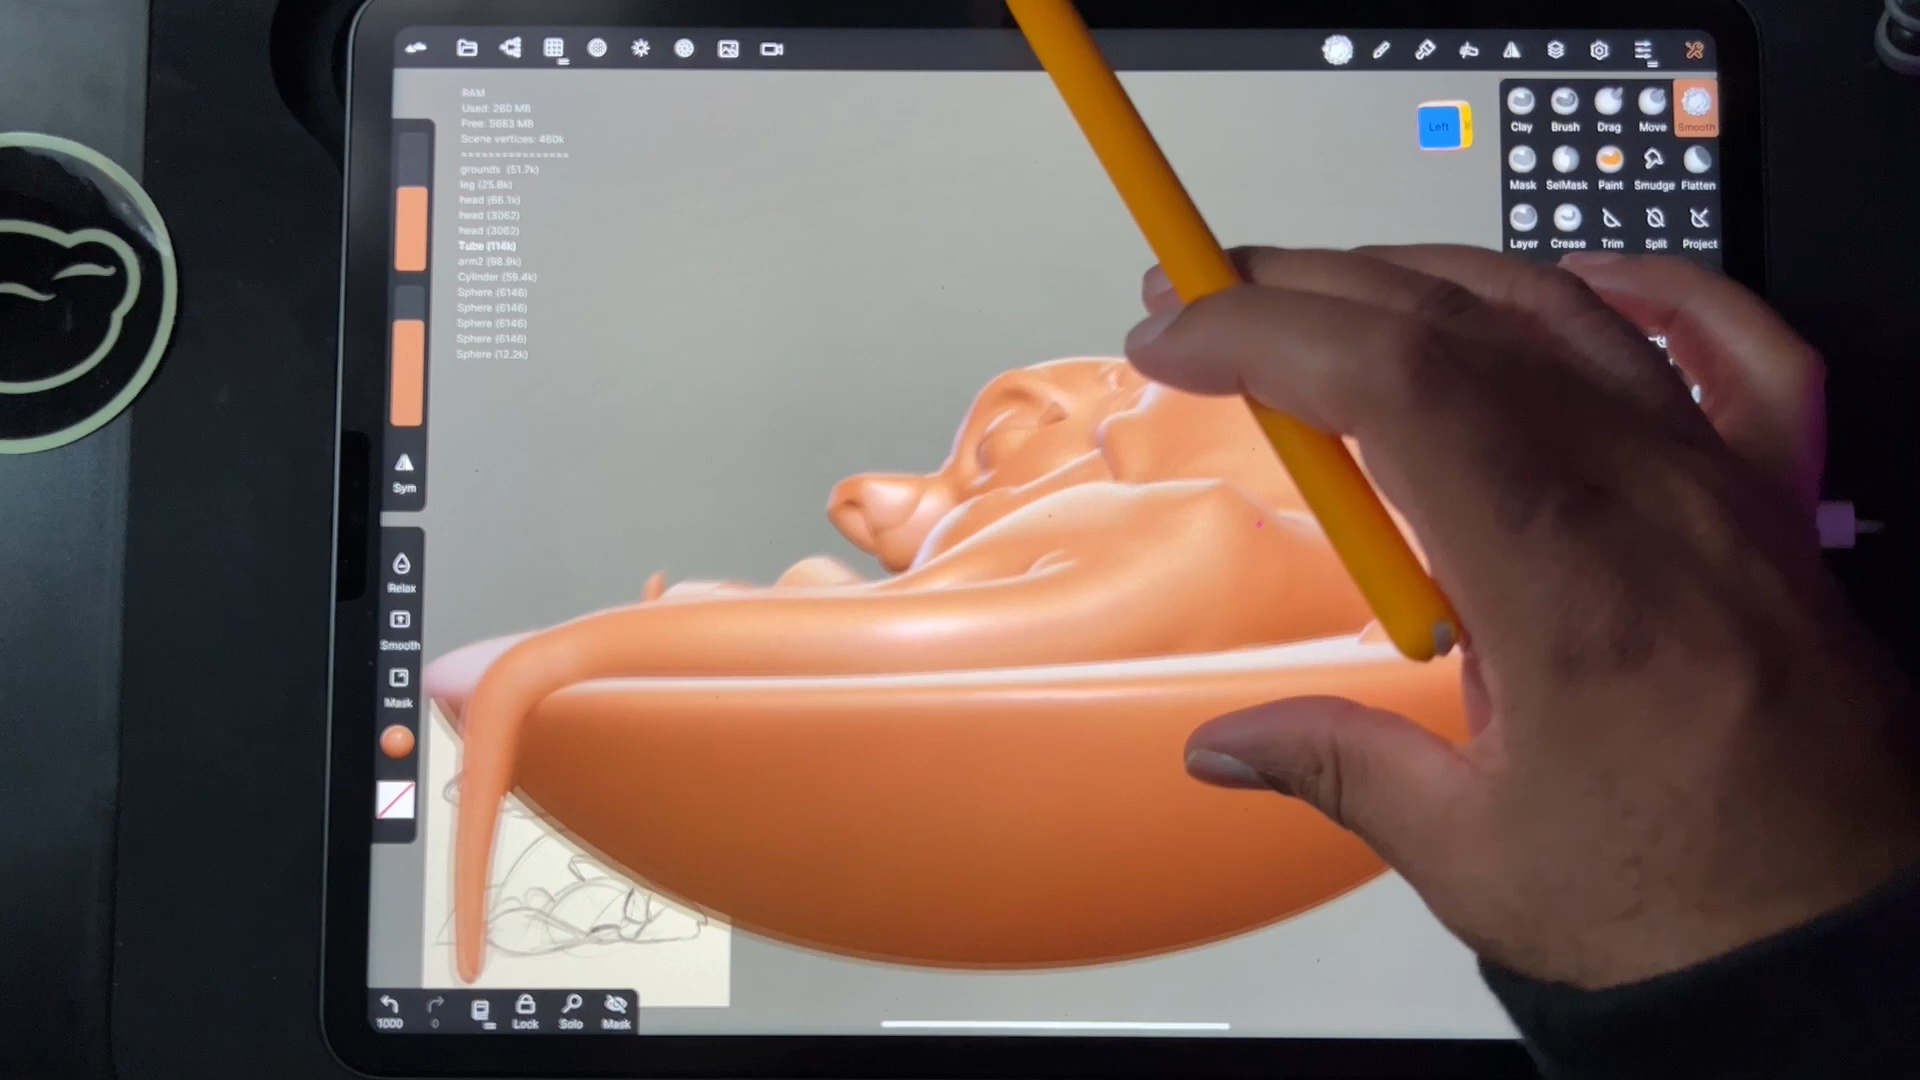 RAM
Used: 260 MB
Free: 5683 MB
Scene vertices: 460k
================
grounds (51.7k)
leg (25.8k)
head (66.1k)
head (3062)
head (3062)
Tube (114k)
arm2 (98.9k)
Cylinder (59.4k)
Sphere (6146)
Sphere (6146)
Sphere (6146)
Sphere (6146)
Sphere (12.2k)
Left
Clay Brush Drag Move Smooth
Mask SelMask Paint Smudge Flatten
Layer Crease Trim Split Project
Sym
Relax
Smooth
Mask
1000 0 Lock Solo Mask